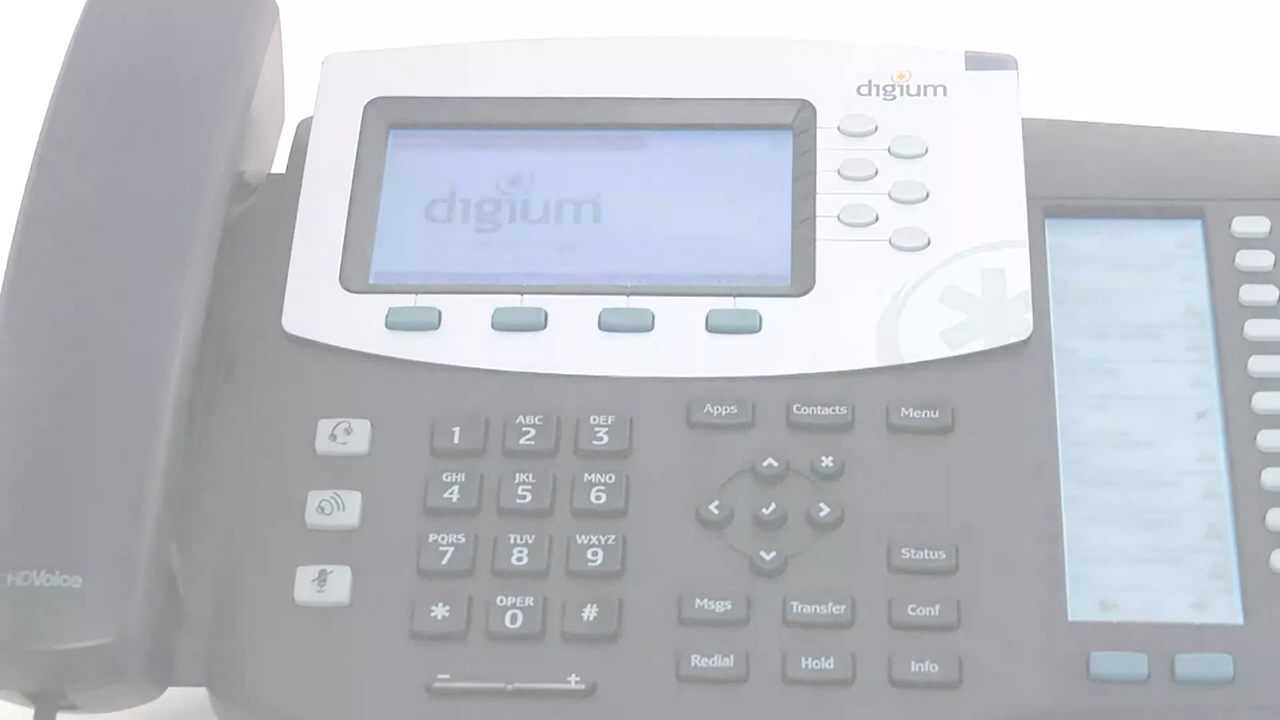 digium
digium
Apps Contacts Menu
1 ABC 2 DEF 3
GHI 4 JKL 5 MNO 6
PQRS 7 TUV 8 WXYZ 9
* OPER 0 #
- +
Status
Msgs Transfer Conf
Redial Hold Info
HDVoice